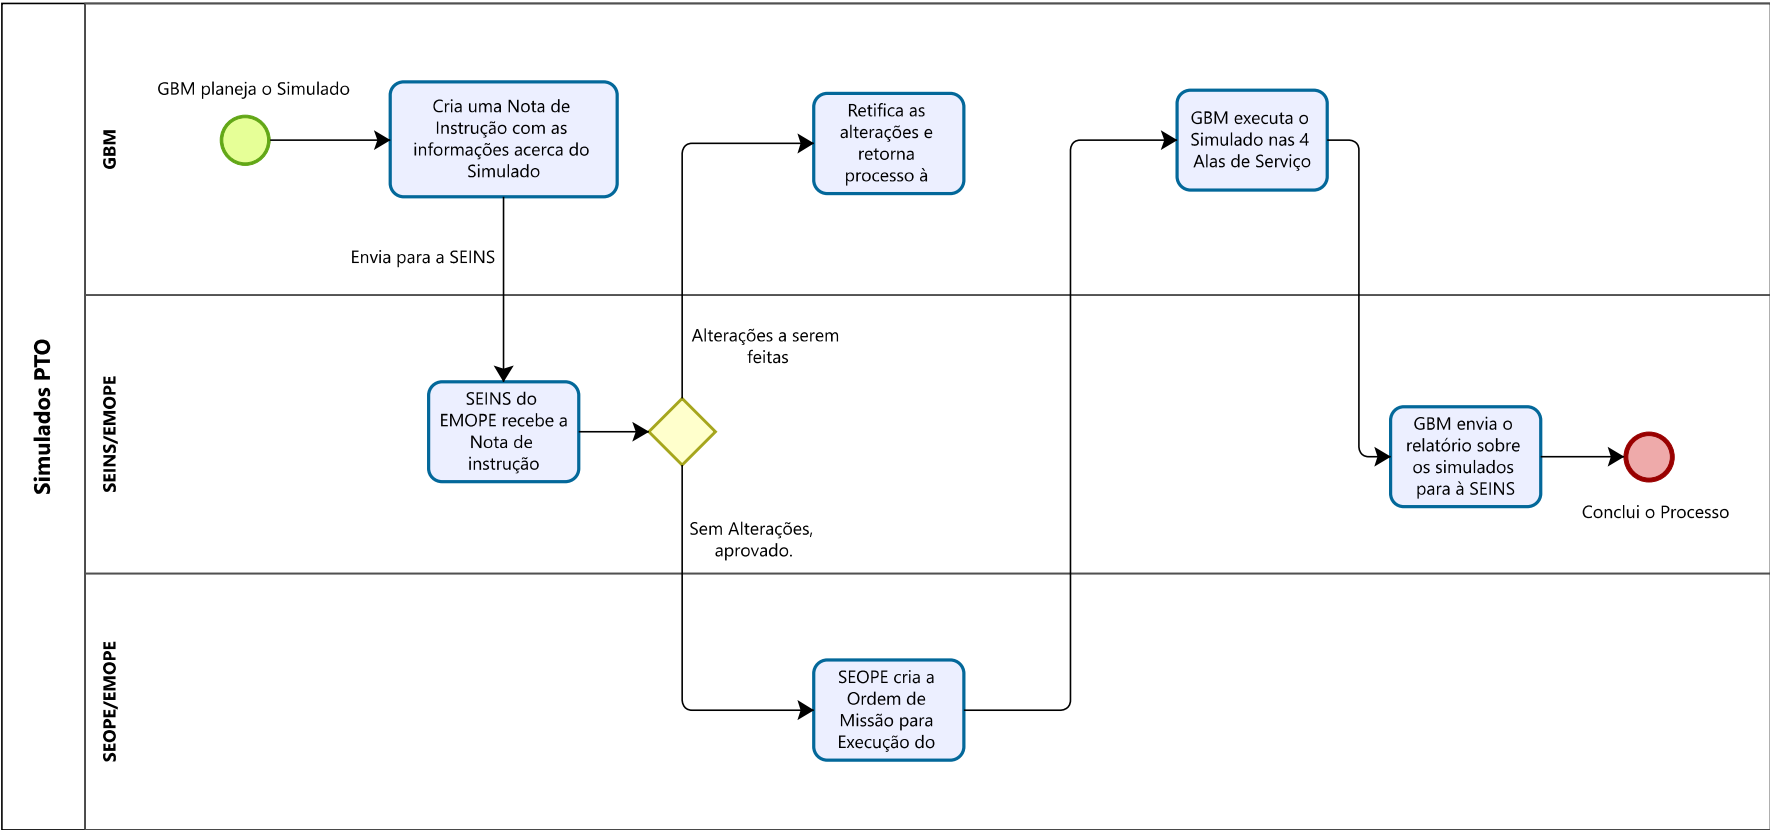 Simulados PTO
GBM
GBM planeja o Simulado
Cria uma Nota de
Instrução com as
informações acerca do
Simulado
Retifica as
alterações e
retorna
processo à
GBM executa o
Simulado nas 4
Alas de Serviço
Envia para a SEINS
SEINS/EMOPE
Alterações a serem
feitas
SEINS do
EMOPE recebe a
Nota de
instrução
GBM envia o
relatório sobre
os simulados
para à SEINS
Conclui o Processo
Sem Alterações,
aprovado.
SEOPE/EMOPE
SEOPE cria a
Ordem de
Missão para
Execução do